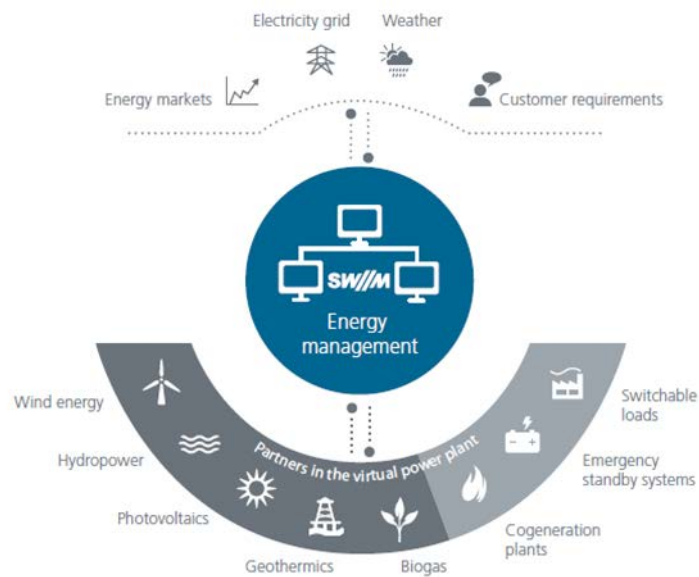 Electricity grid
Weather
Energy markets
Customer requirements
SW//M
Energy
management
Partners in the virtual power plant
Wind energy
Hydropower
Photovoltaics
Geothermics
Biogas
Cogeneration
plants
Emergency
standby systems
Switchable
loads